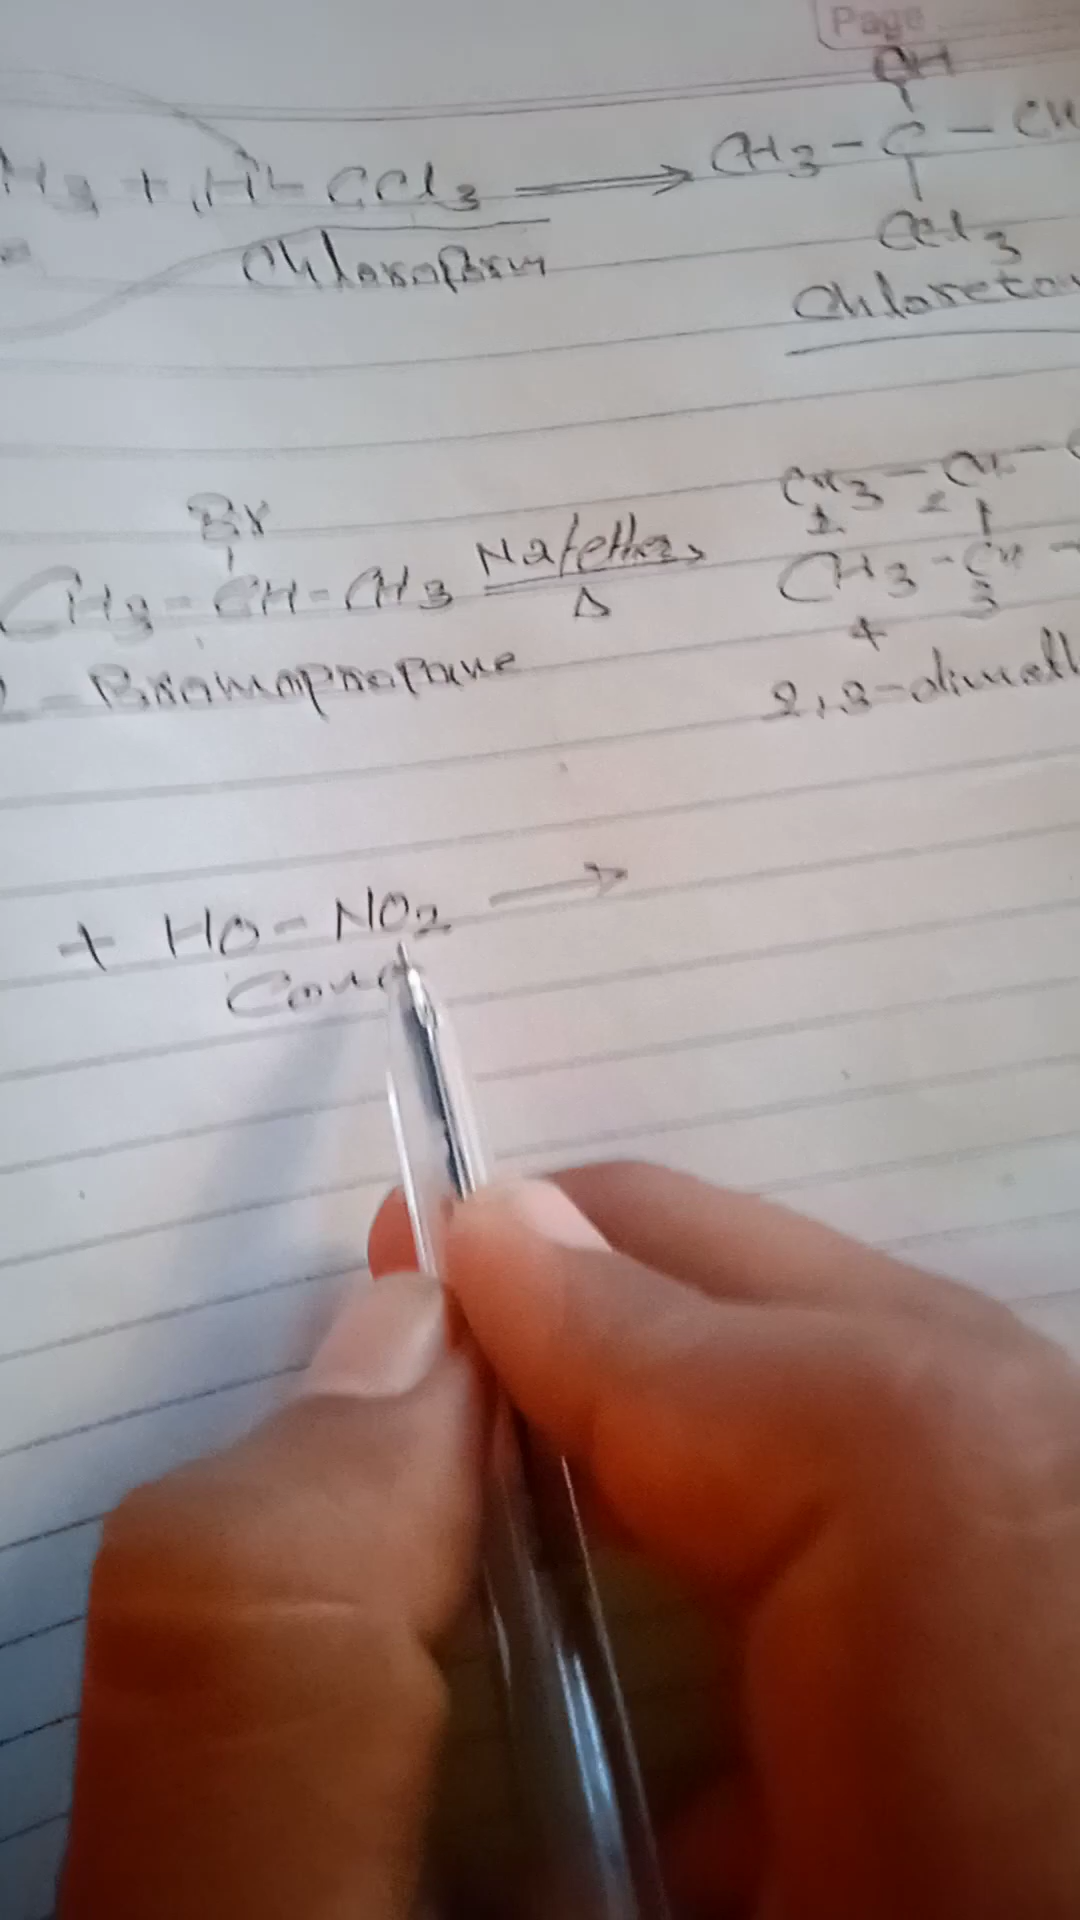 Page
OH
H3 + H - CCl3 → CH3 - C - CH
CCl3
Chloroform
Chloreton
Br
CH3 - CH - CH3 Na/ether Δ → CH3 - CH -
1 2
CH3 - CH -
4 3
2 - Bromopropane
2,3-dimeth
+ HO - NO2 →
Conc